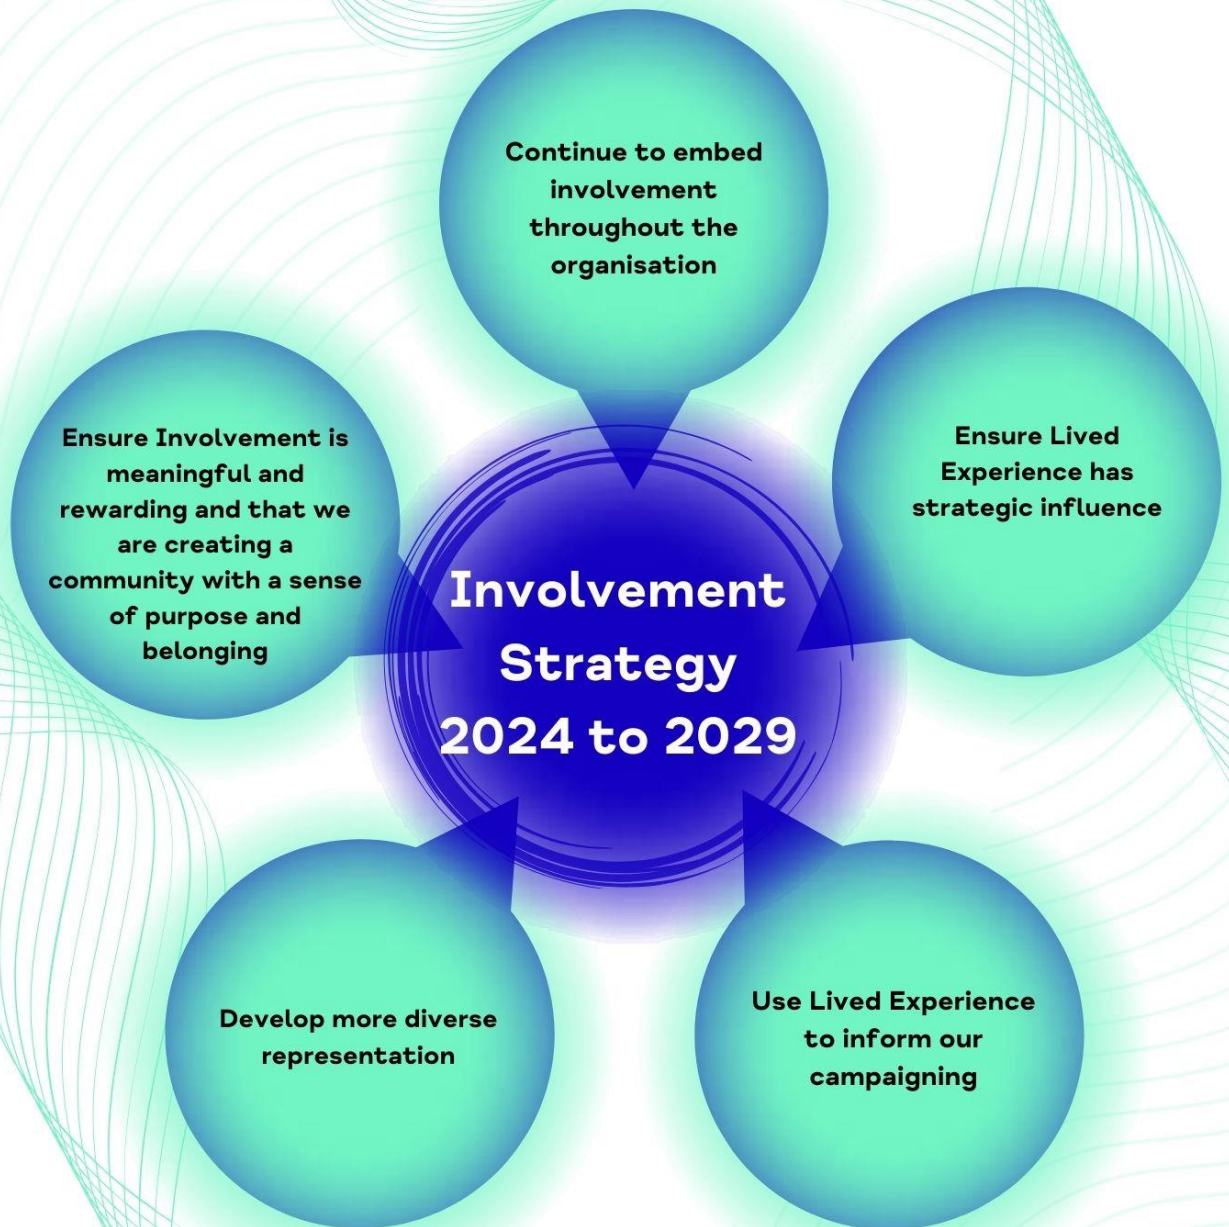 Continue to embed
involvement
throughout the
organisation
Ensure Lived
Experience has
strategic influence
Ensure Involvement is
meaningful and
rewarding and that we
are creating a
community with a sense
of purpose and
belonging
Involvement
Strategy
2024 to 2029
Develop more diverse
representation
Use Lived Experience
to inform our
campaigning